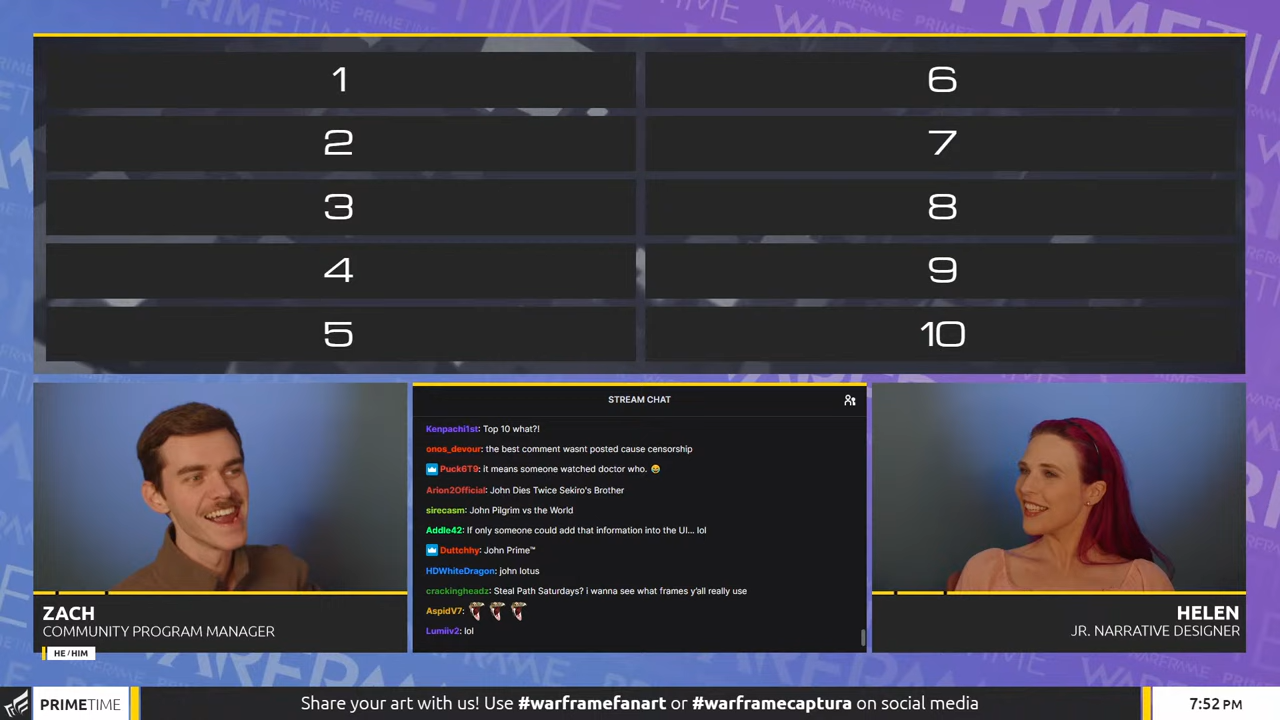 1
2
3
4
5
6
7
8
9
10
ZACH
COMMUNITY PROGRAM MANAGER
HE/HIM
STREAM CHAT
Kenpachi1st: Top 10 what?!
onos_devour: the best comment wasnt posted cause censorship
Puck6T9: it means someone watched doctor who.
Arion2Official: John Dies Twice Sekiro's Brother
sirecasm: John Pilgrim vs the World
Addle42: If only someone could add that information into the UI... lol
Duttchhy: John Prime™
HDWhiteDragon: john lotus
crackingheadz: Steal Path Saturdays? i wanna see what frames y'all really use
AspidV7:
Lumiiv2: lol
HELEN
JR. NARRATIVE DESIGNER
PRIMETIME
Share your art with us! Use #warframefanart or #warframecaptura on social media
7:52 PM